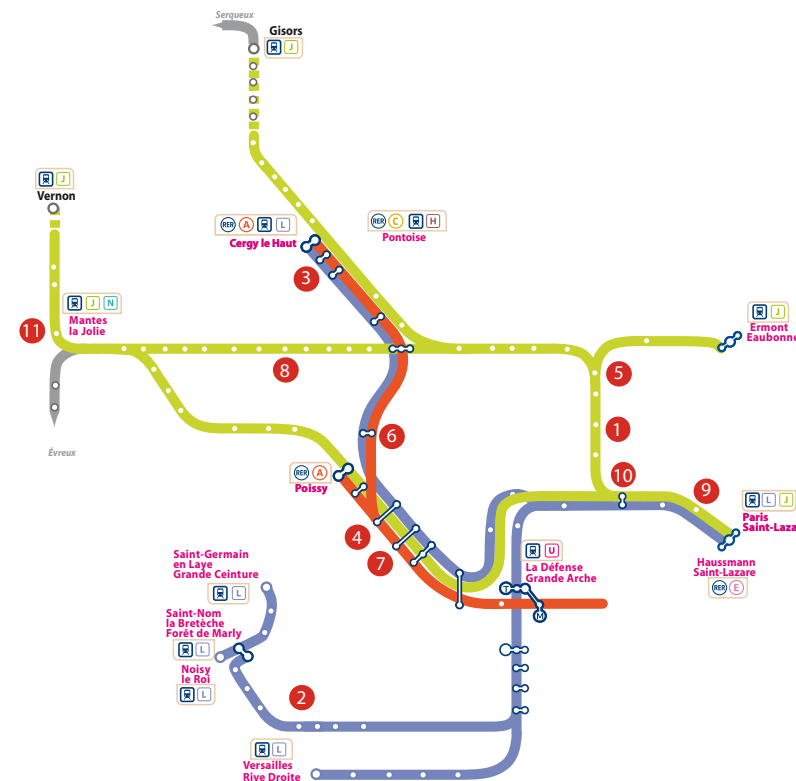 Serqueux
Gisors
J
J
Vernon
RER A L
Cergy le Haut
RER C H
Pontoise
3
J N
Mantes
la Jolie
11
J
Ermont
Eaubonne
8
5
1
6
RER A
Poissy
Évreux
10
9
L J
Paris
Saint-Laza
4
7
Saint-Germain
en Laye
Grande Ceinture
L
U
La Défense
Grande Arche
Haussmann
Saint-Lazare
RER E
T
M
Saint-Nom
la Bretèche
Forêt de Marly
L
Noisy
le Roi
L
2
L
Versailles
Rive Droite